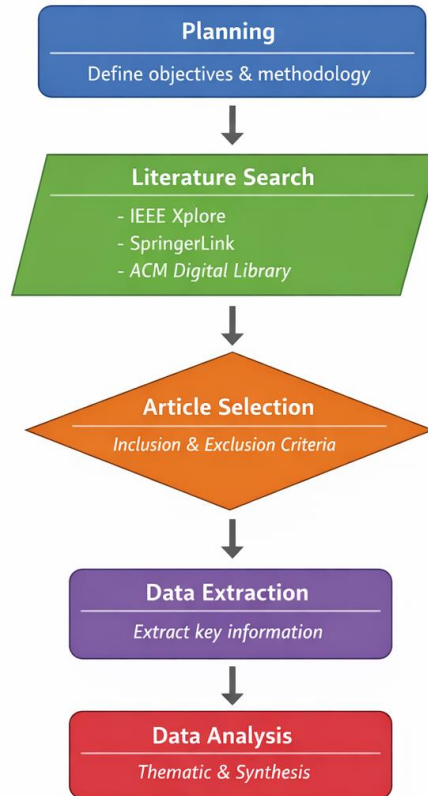 Planning
Define objectives & methodology
Literature Search
- IEEE Xplore
- SpringerLink
- ACM Digital Library
Article Selection
Inclusion & Exclusion Criteria
Data Extraction
Extract key information
Data Analysis
Thematic & Synthesis